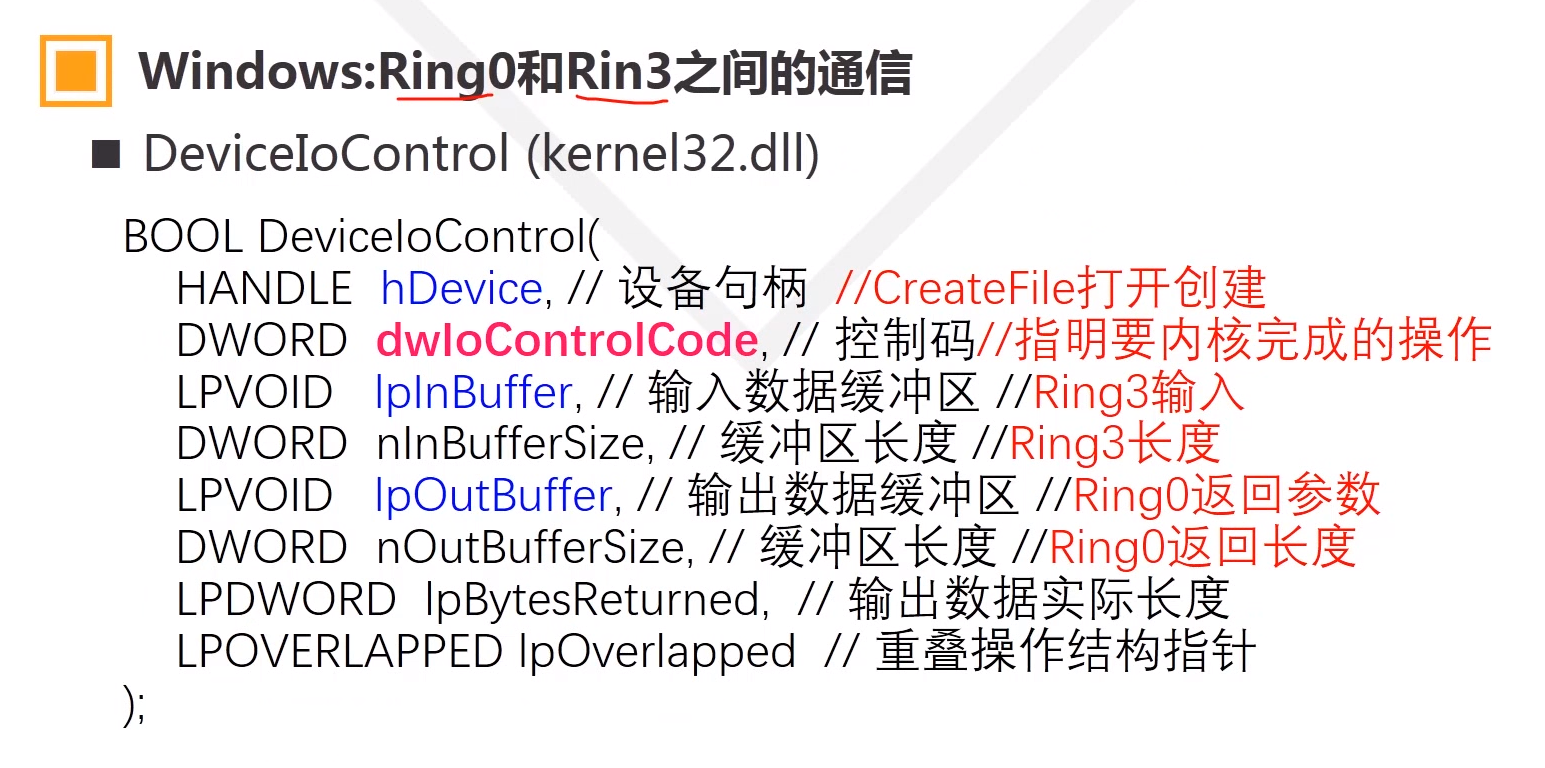 Windows:Ring0和Rin3之间的通信
DeviceIoControl (kernel32.dll)
BOOL DeviceIoControl(
HANDLE hDevice, // 设备句柄 //CreateFile打开创建
DWORD dwIoControlCode, // 控制码//指明要内核完成的操作
LPVOID lpInBuffer, // 输入数据缓冲区 //Ring3输入
DWORD nInBufferSize, // 缓冲区长度 //Ring3长度
LPVOID lpOutBuffer, // 输出数据缓冲区 //Ring0返回参数
DWORD nOutBufferSize, // 缓冲区长度 //Ring0返回长度
LPDWORD lpBytesReturned, // 输出数据实际长度
LPOVERLAPPED lpOverlapped // 重叠操作结构指针
);